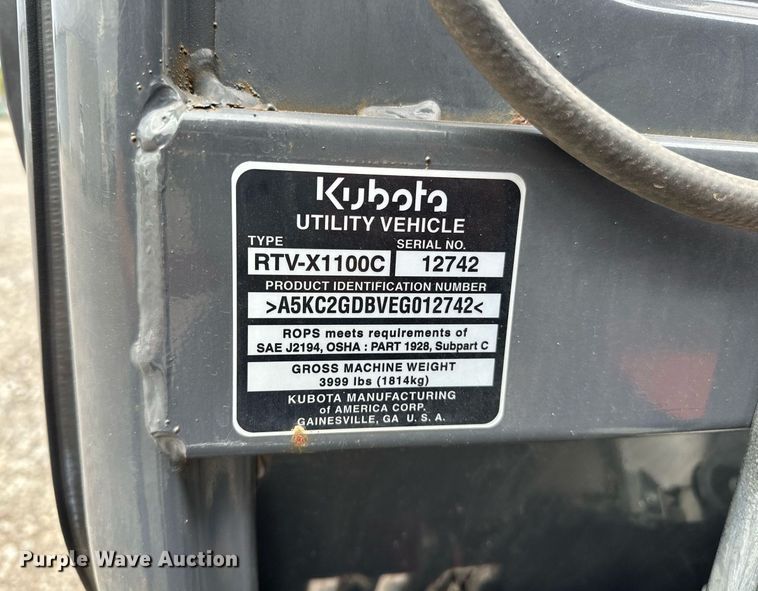 Kubota
UTILITY VEHICLE
TYPE SERIAL NO.
RTV-X1100C 12742
PRODUCT IDENTIFICATION NUMBER
>A5KC2GDBVEG012742<
ROPS meets requirements of
SAE J2194, OSHA : PART 1928, Subpart C
GROSS MACHINE WEIGHT
3999 lbs (1814kg)
KUBOTA MANUFACTURING
of AMERICA CORP.
GAINESVILLE, GA U. S. A.
Purple Wave Auction